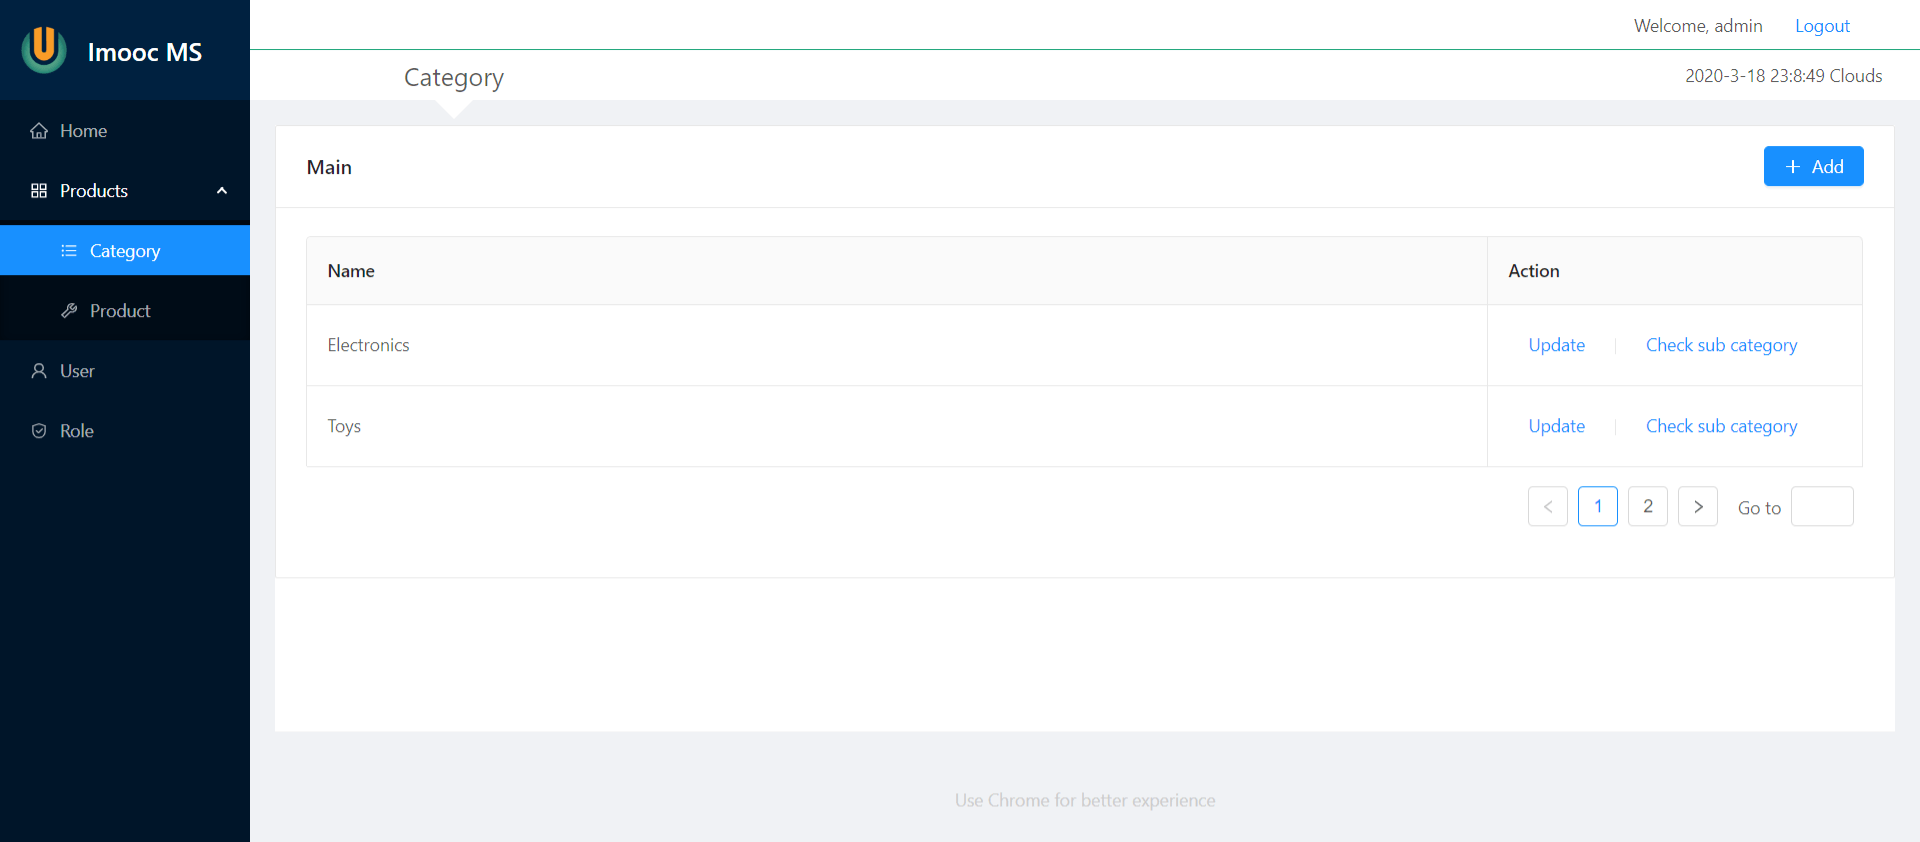 Imooc MS
Welcome, admin Logout
Category 2020-3-18 23:8:49 Clouds
Home
Products
Category
Product
User
Role
Main + Add
Name Action
Electronics Update Check sub category
Toys Update Check sub category
< 1 2 > Go to
Use Chrome for better experience